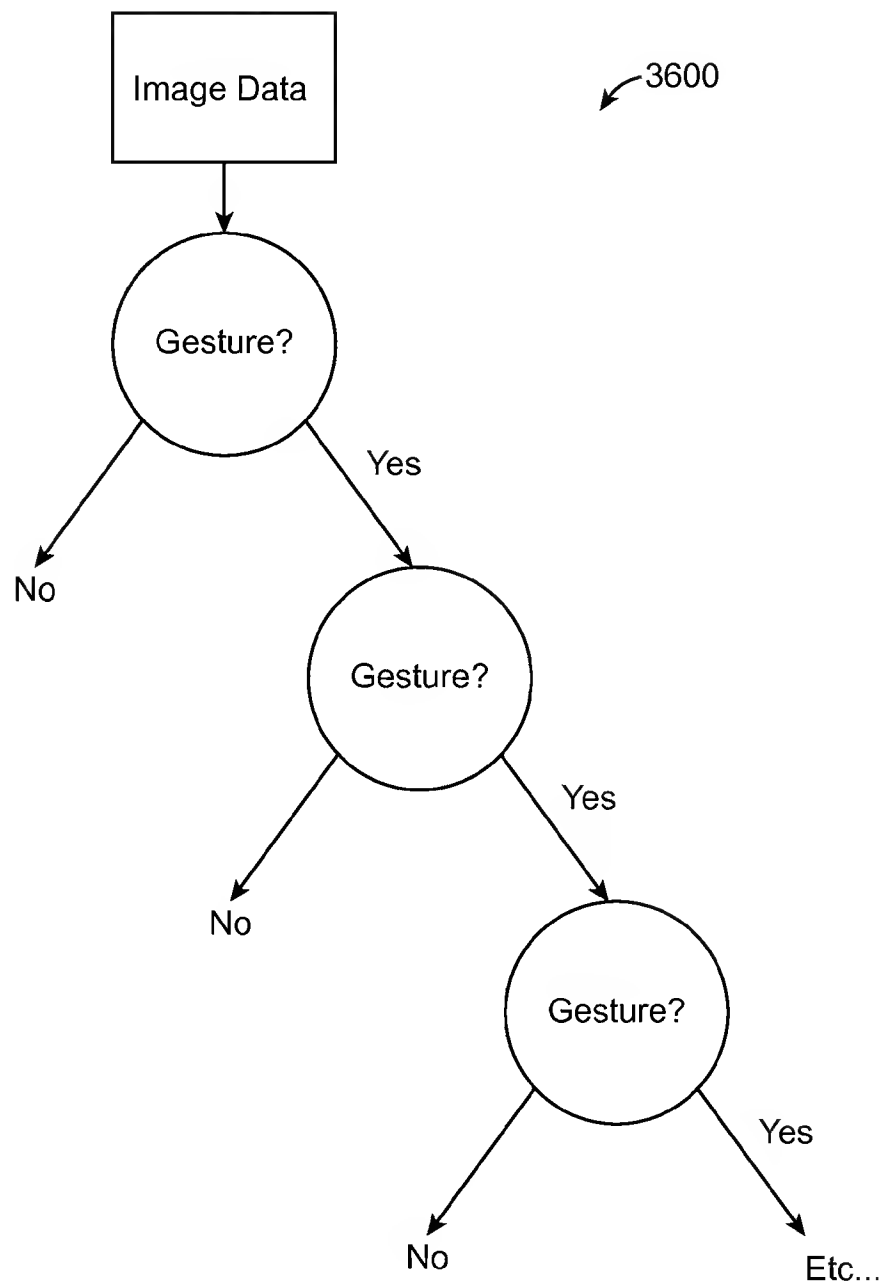 Image Data
3600
Gesture?
Yes
No
Gesture?
Yes
No
Gesture?
Yes
No
Etc...